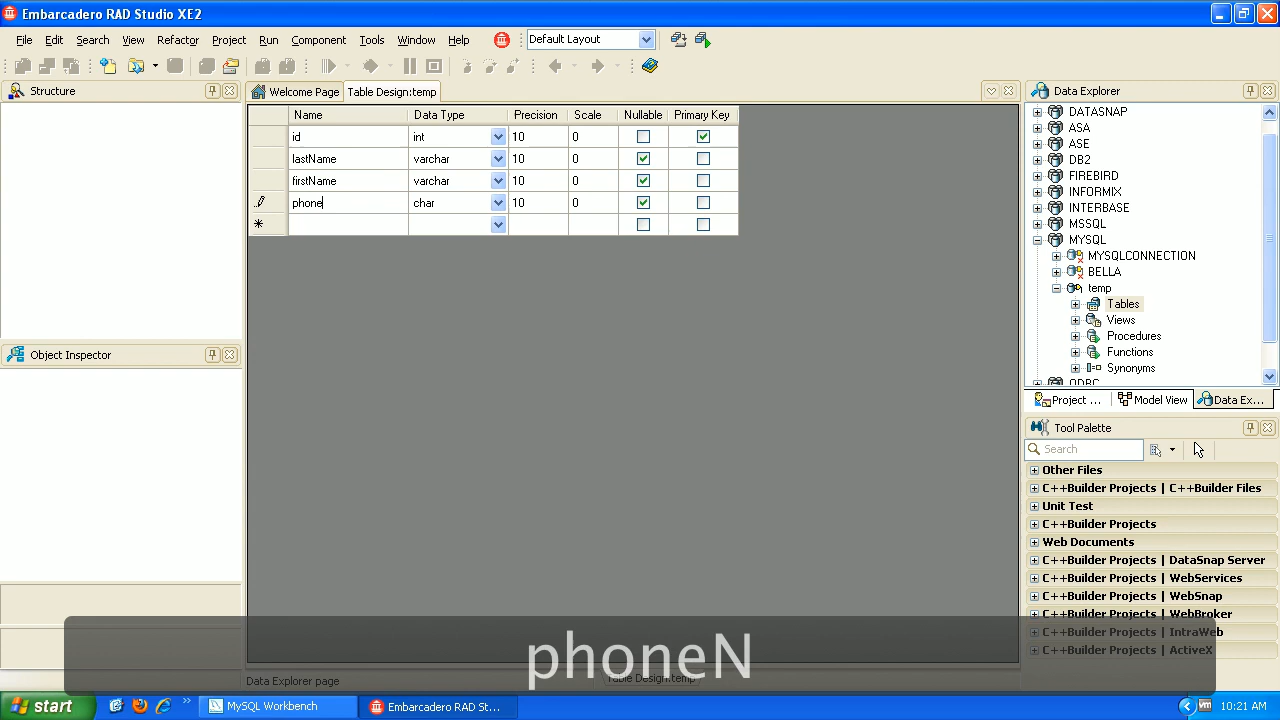 Embarcadero RAD Studio XE2
File Edit Search View Refactor Project Run Component Tools Window Help Default Layout
Structure
Welcome Page Table Design:temp
Data Explorer
Name Data Type Precision Scale Nullable Primary Key
id int 10 0
lastName varchar 10 0
firstName varchar 10 0
phone char 10 0
DATASNAP
ASA
ASE
DB2
FIREBIRD
INFORMIX
INTERBASE
MSSQL
MYSQL
MYSQLCONNECTION
BELLA
temp
Tables
Views
Procedures
Functions
Synonyms
ODBC
Object Inspector
Project ... Model View Data Ex...
Tool Palette
Search
Other Files
C++Builder Projects | C++Builder Files
Unit Test
C++Builder Projects
Web Documents
C++Builder Projects | DataSnap Server
C++Builder Projects | WebServices
C++Builder Projects | WebSnap
C++Builder Projects | WebBroker
C++Builder Projects | IntraWeb
C++Builder Projects | ActiveX
phoneN
Data Explorer page
Table Design:temp
start MySQL Workbench Embarcadero RAD St... 10:21 AM